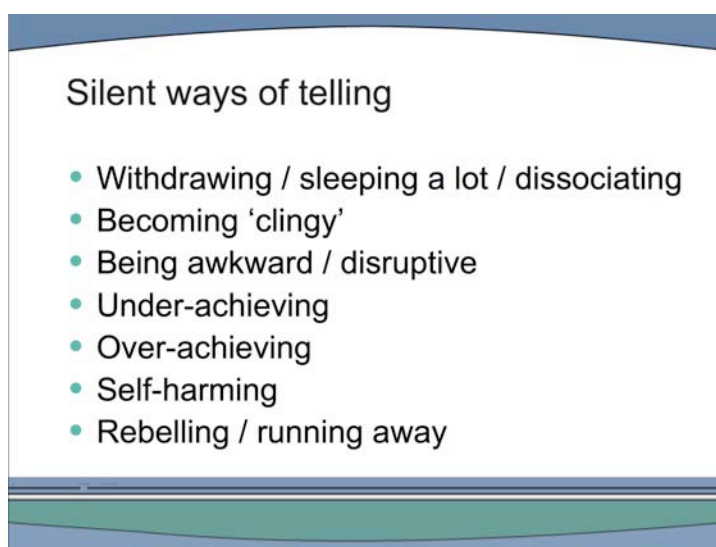 Silent ways of telling
• Withdrawing / sleeping a lot / dissociating
• Becoming ‘clingy’
• Being awkward / disruptive
• Under-achieving
• Over-achieving
• Self-harming
• Rebelling / running away